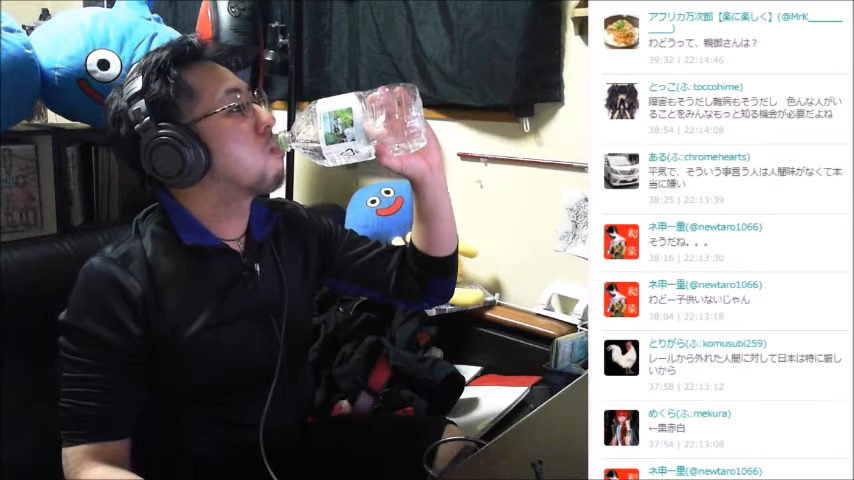 アフリカ万次郎【楽に楽しく】(@MrK________
________)
わどうって、親御さんは？
39:32 | 22:14:46
とっこ(ふ:toccohime)
障害もそうだし難病もそうだし　色んな人がい
ることをみんなもっと知る機会が必要だよね
38:54 | 22:14:08
ある(ふ:chromehearts)
平気で、そういう事言う人は人間味がなくて本
当に嫌い
38:25 | 22:13:39
ネ申一里(@newtaro1066)
そうだね。。。
38:16 | 22:13:30
ネ申一里(@newtaro1066)
わどー子供いないじゃん
38:04 | 22:13:18
とりがら(ふ:komusubi259)
レールから外れた人間に対して日本は特に厳し
いから
37:58 | 22:13:12
めくら(ふ:mekura)
←黒赤白
37:54 | 22:13:08
ネ申一里(@newtaro1066)